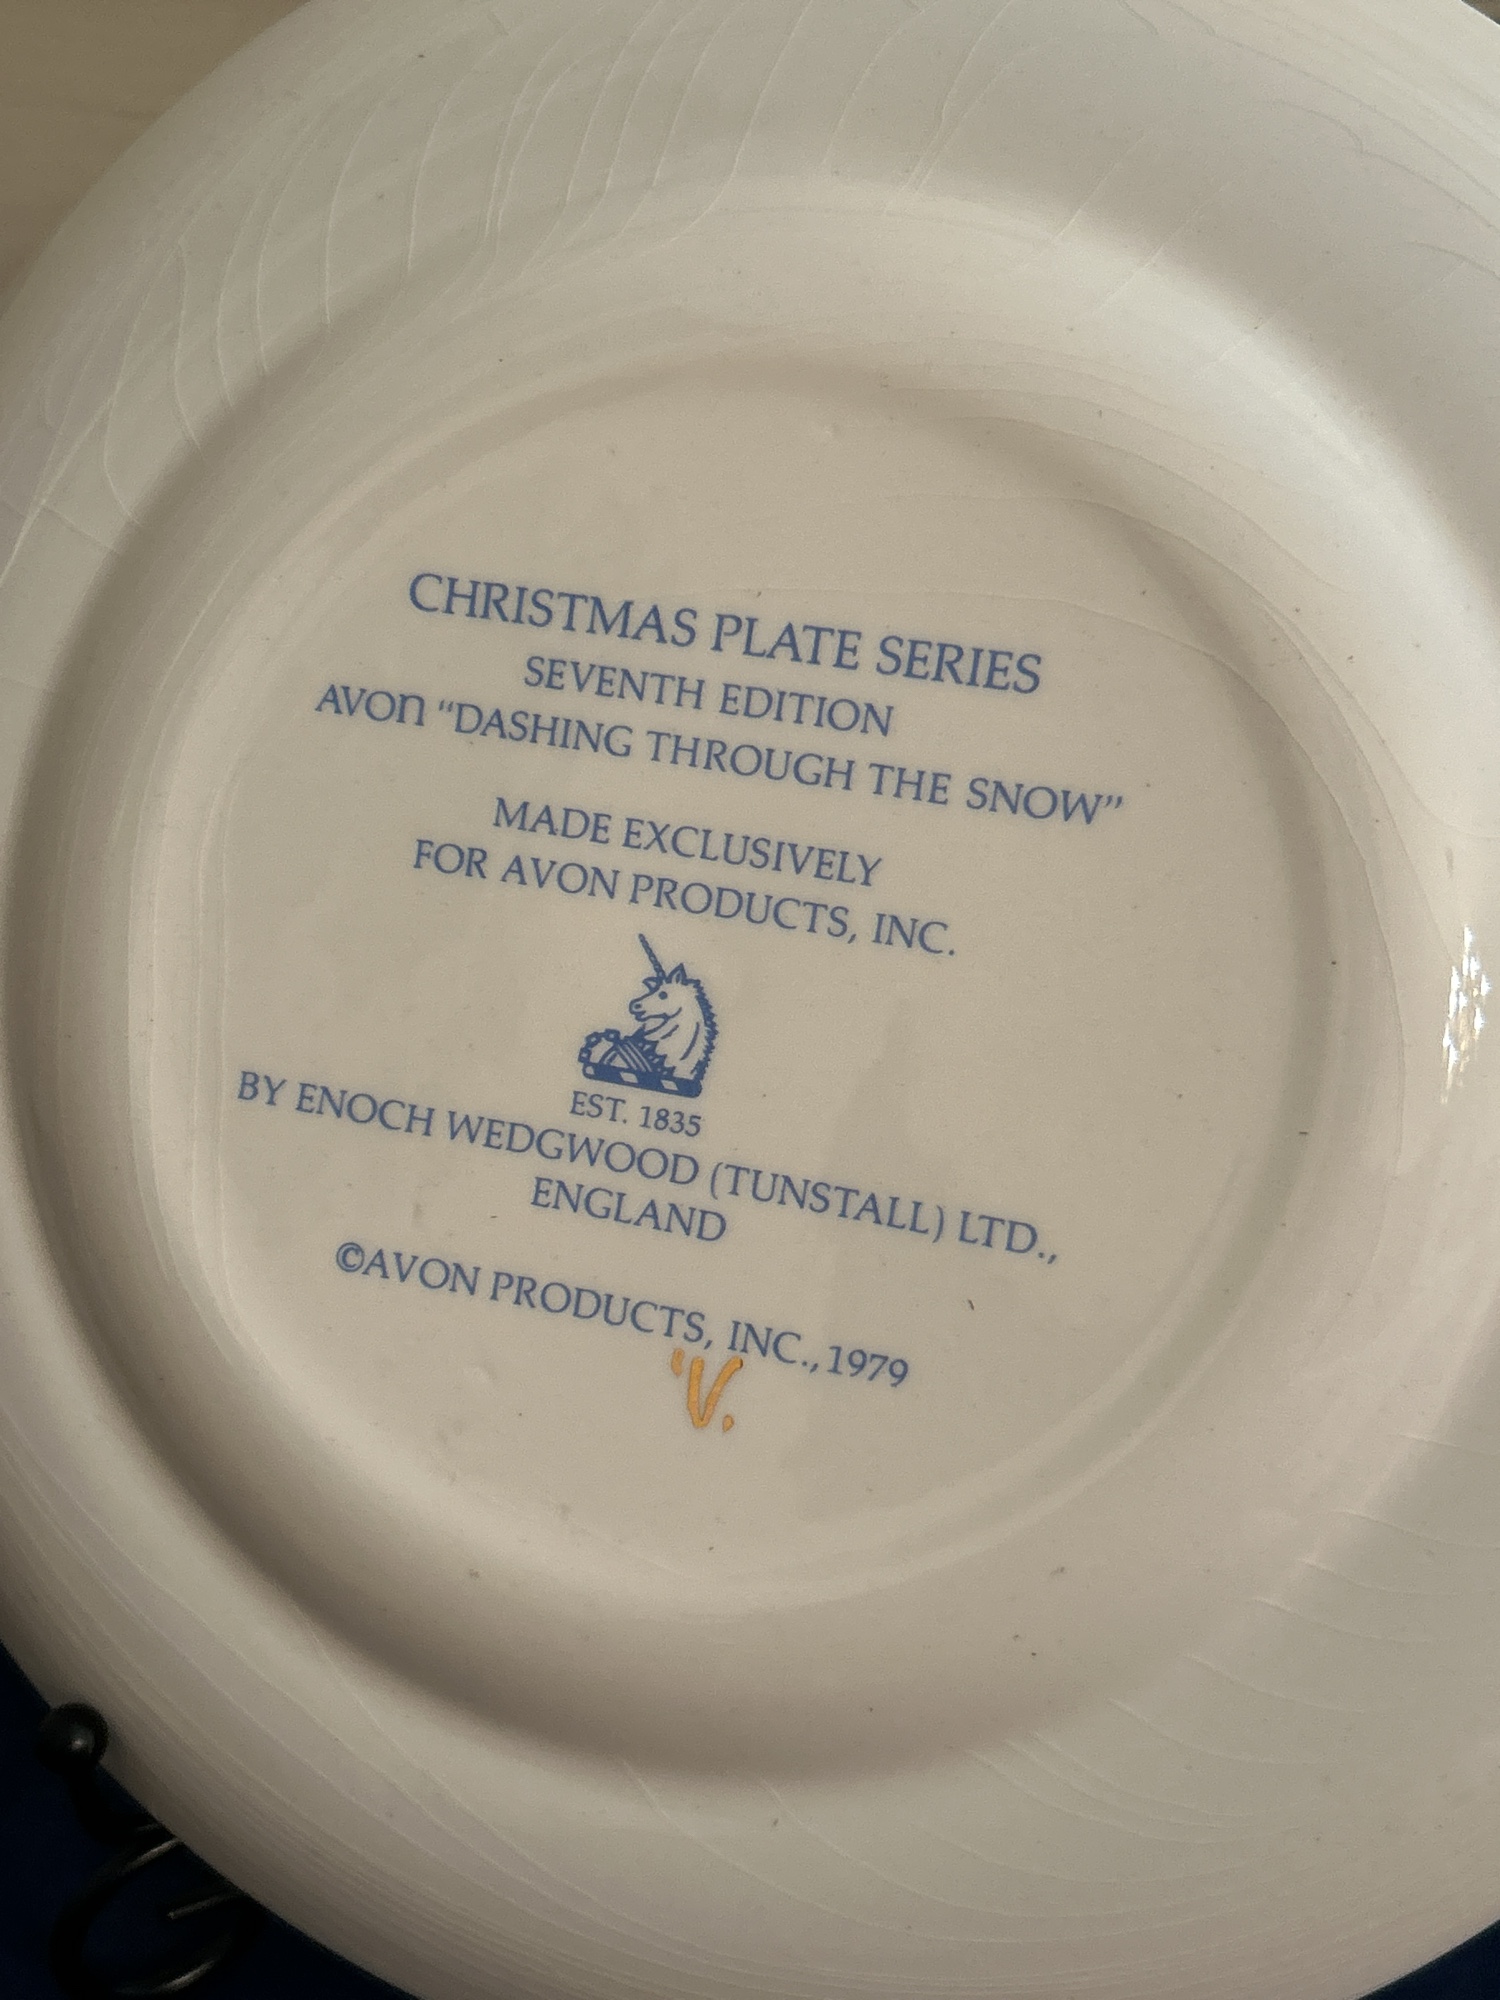 CHRISTMAS PLATE SERIES
SEVENTH EDITION
AVON "DASHING THROUGH THE SNOW"
MADE EXCLUSIVELY
FOR AVON PRODUCTS, INC.
EST. 1835
BY ENOCH WEDGWOOD (TUNSTALL) LTD.,
ENGLAND
©AVON PRODUCTS, INC., 1979
'V.